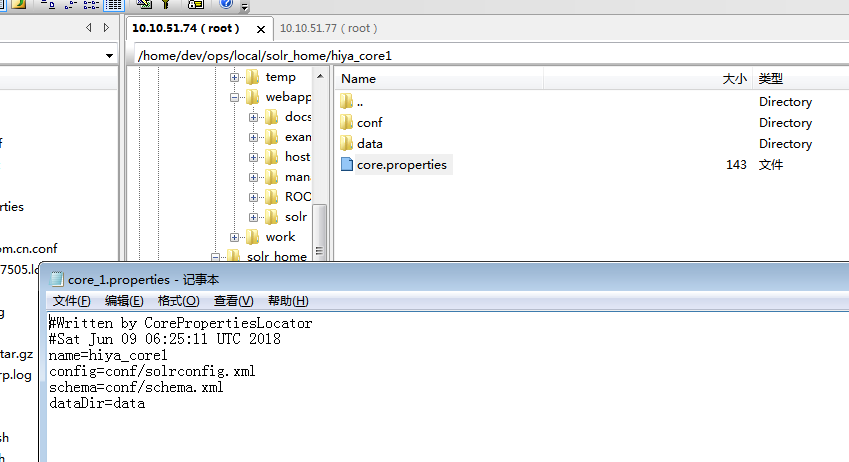 10.10.51.74 ( root )
10.10.51.77 ( root )
/home/dev/ops/local/solr_home/hiya_core1
temp
webapp
docs
exan
host
mana
ROO
solr
work
solr_home
Name 大小 类型
.. Directory
conf Directory
data Directory
core.properties 143 文件
f
rties
om.cn.conf
7505.lo
g
tar.gz
rp.log
sh
h
core_1.properties - 记事本
文件(F) 编辑(E) 格式(O) 查看(V) 帮助(H)
#Written by CorePropertiesLocator
#Sat Jun 09 06:25:11 UTC 2018
name=hiya_core1
config=conf/solrconfig.xml
schema=conf/schema.xml
dataDir=data